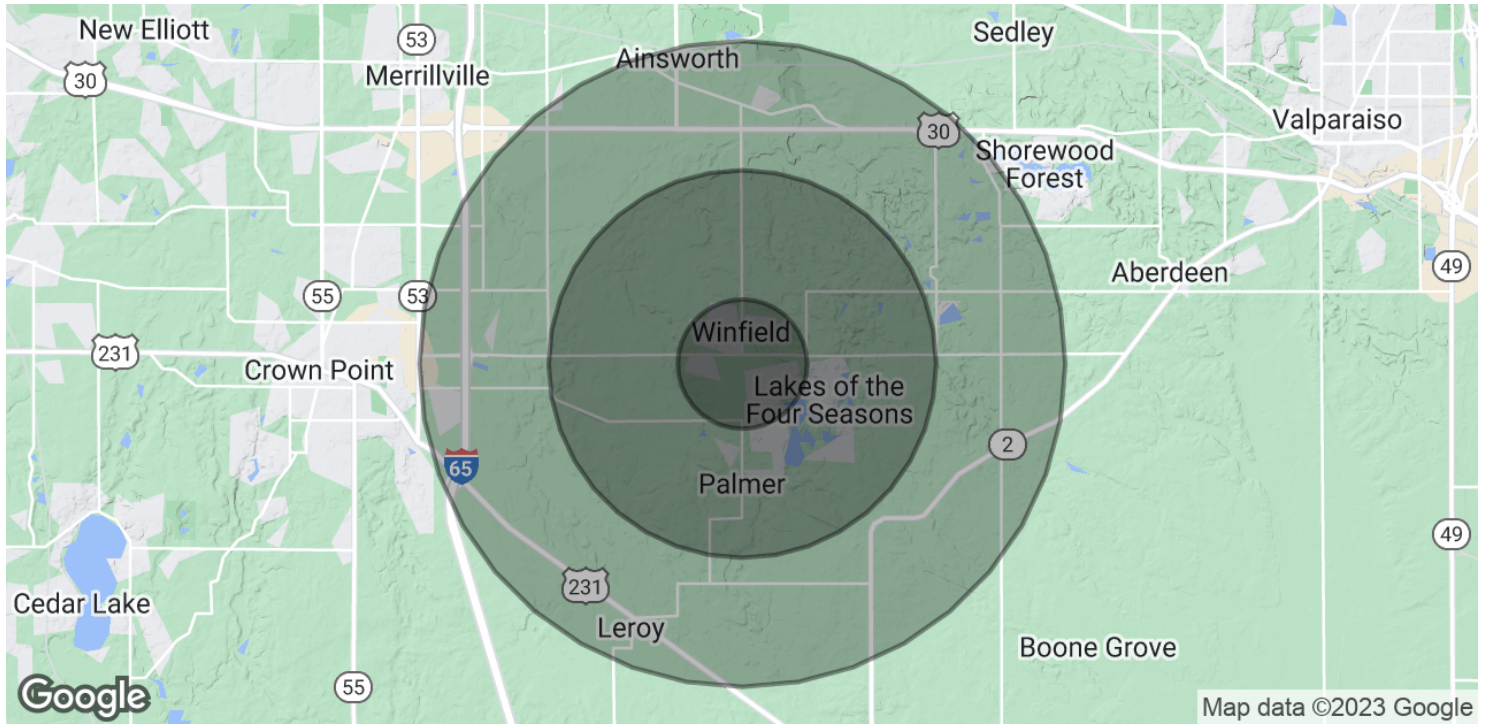 New Elliott
53
Sedley
Ainsworth
30
Merrillville
Valparaiso
30
Shorewood
Forest
Aberdeen
49
55
53
Winfield
231
Crown Point
Lakes of the
Four Seasons
2
65
Palmer
49
231
Cedar Lake
Leroy
Boone Grove
55
Google
Map data ©2023 Google